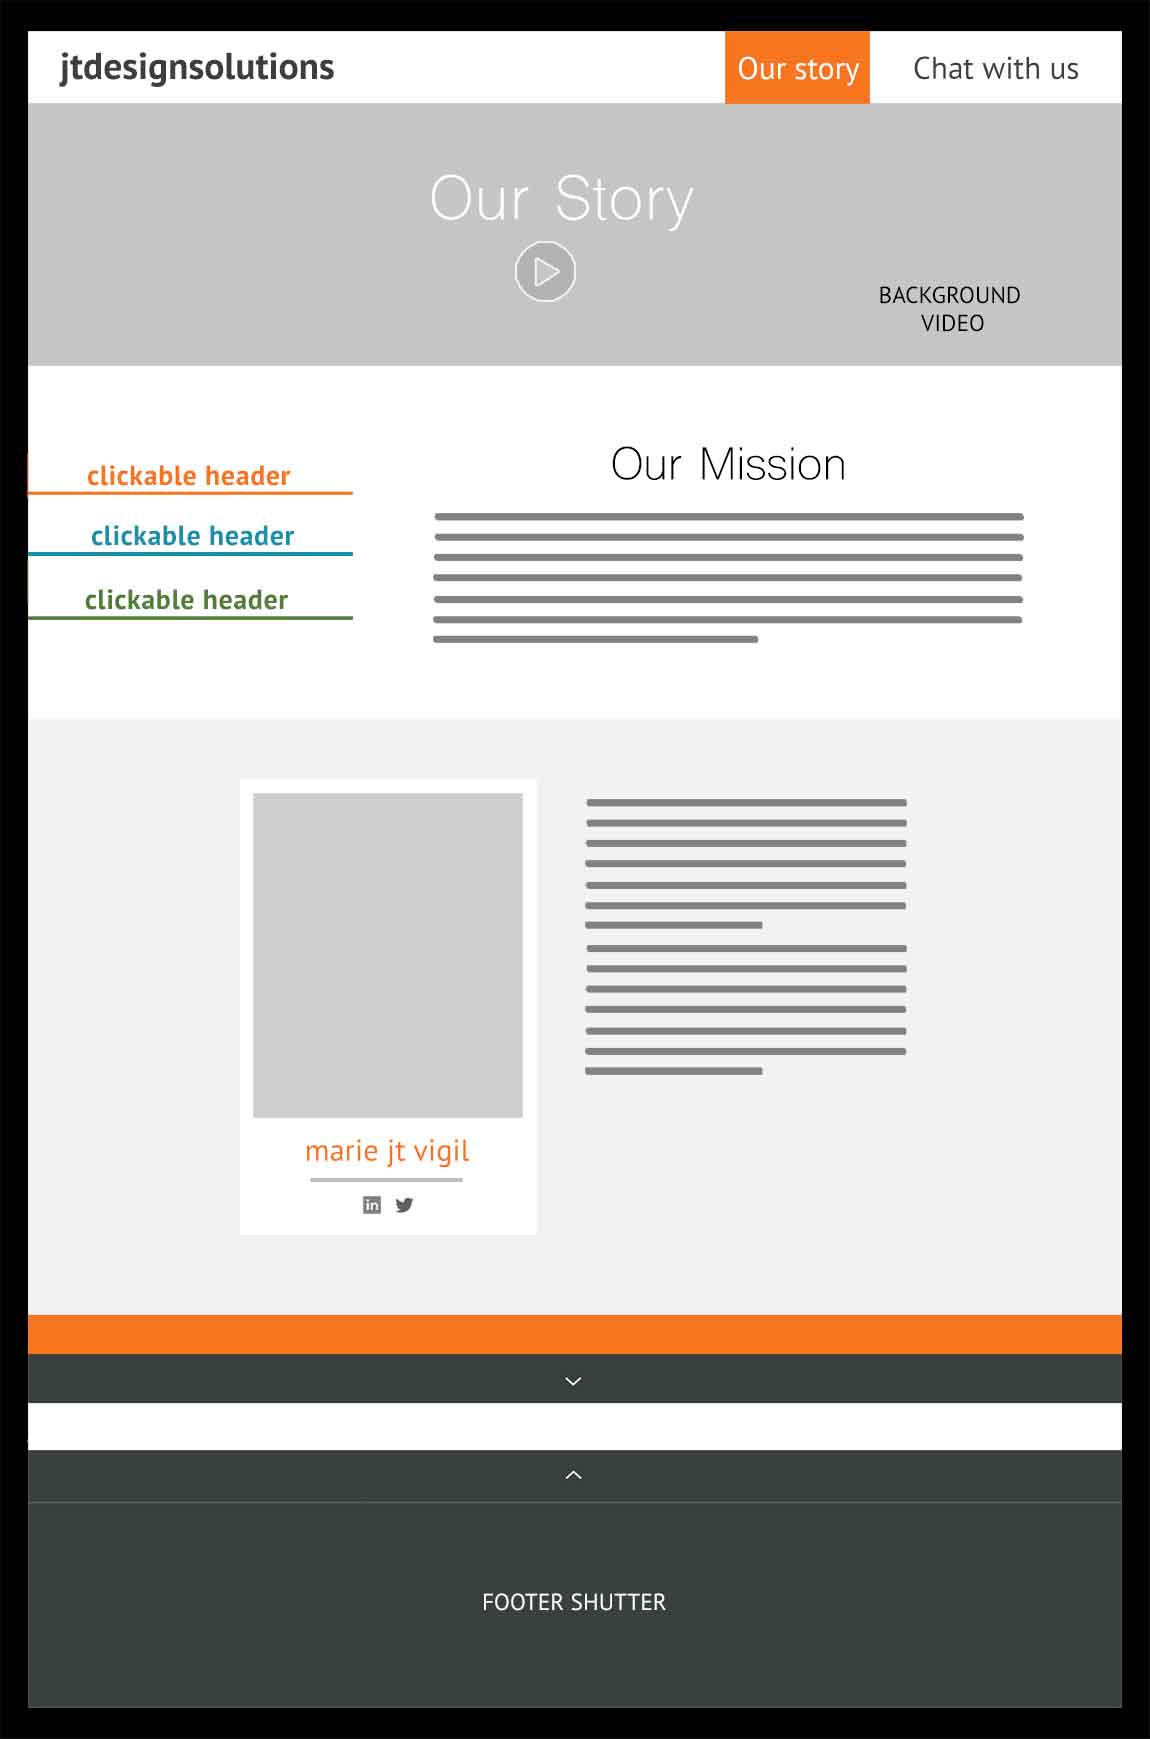 jtdesignsolutions
Our story
Chat with us
Our Story
BACKGROUND
VIDEO
clickable header
clickable header
clickable header
Our Mission
marie jt vigil
in
FOOTER SHUTTER